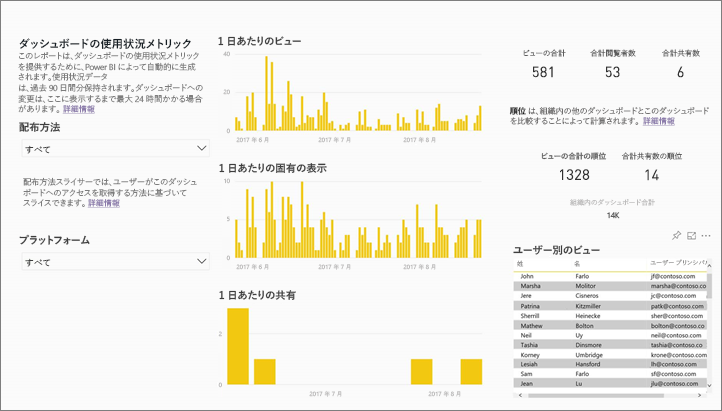 ダッシュボードの使用状況メトリック
このレポートは、ダッシュボードの使用状況メトリック
を提供するために、Power BI によって自動的に生成
されます。使用状況データ
は、過去 90 日間分保持されます。ダッシュボードへの
変更は、ここに表示するまで最大 24 時間かかる場合
があります。 詳細情報
配布方法
すべて
配布方法スライサーでは、ユーザーがこのダッシュ
ボードへのアクセスを取得する方法に基づいて
スライスできます。 詳細情報
プラットフォーム
すべて
1 日あたりのビュー
40
20
0
2017 年 6 月 2017 年 7 月 2017 年 8 月
1 日あたりの固有の表示
10
5
0
2017 年 6 月 2017 年 7 月 2017 年 8 月
1 日あたりの共有
2
0
2017 年 7 月 2017 年 8 月
ビューの合計 合計閲覧者数 合計共有数
581 53 6
順位 は、組織内の他のダッシュボードとこのダッシュボード
を比較することによって計算されます。 詳細情報
ビューの合計の順位 合計共有数の順位
1328 14
組織内のダッシュボード合計
14K
ユーザー別のビュー
姓 名 ユーザー プリンシパル
John Farlo jf@contoso.com
Marsha Molitor marsha@contoso.co
Jere Cisneros jc@contoso.com
Patrina Kitzmiller patk@contoso.com
Sherrill Heinecke sher@contoso.com
Mathew Bolton bolton@contoso.co
Neil Uy neil@contoso.com
Tashia Dinsmore tashia@contoso.co
Korney Umbridge krone@contoso.com
Lesiah Hansford lh@contoso.com
Sam Farlo sf@contoso.com
Jean Lu jlu@contoso.com